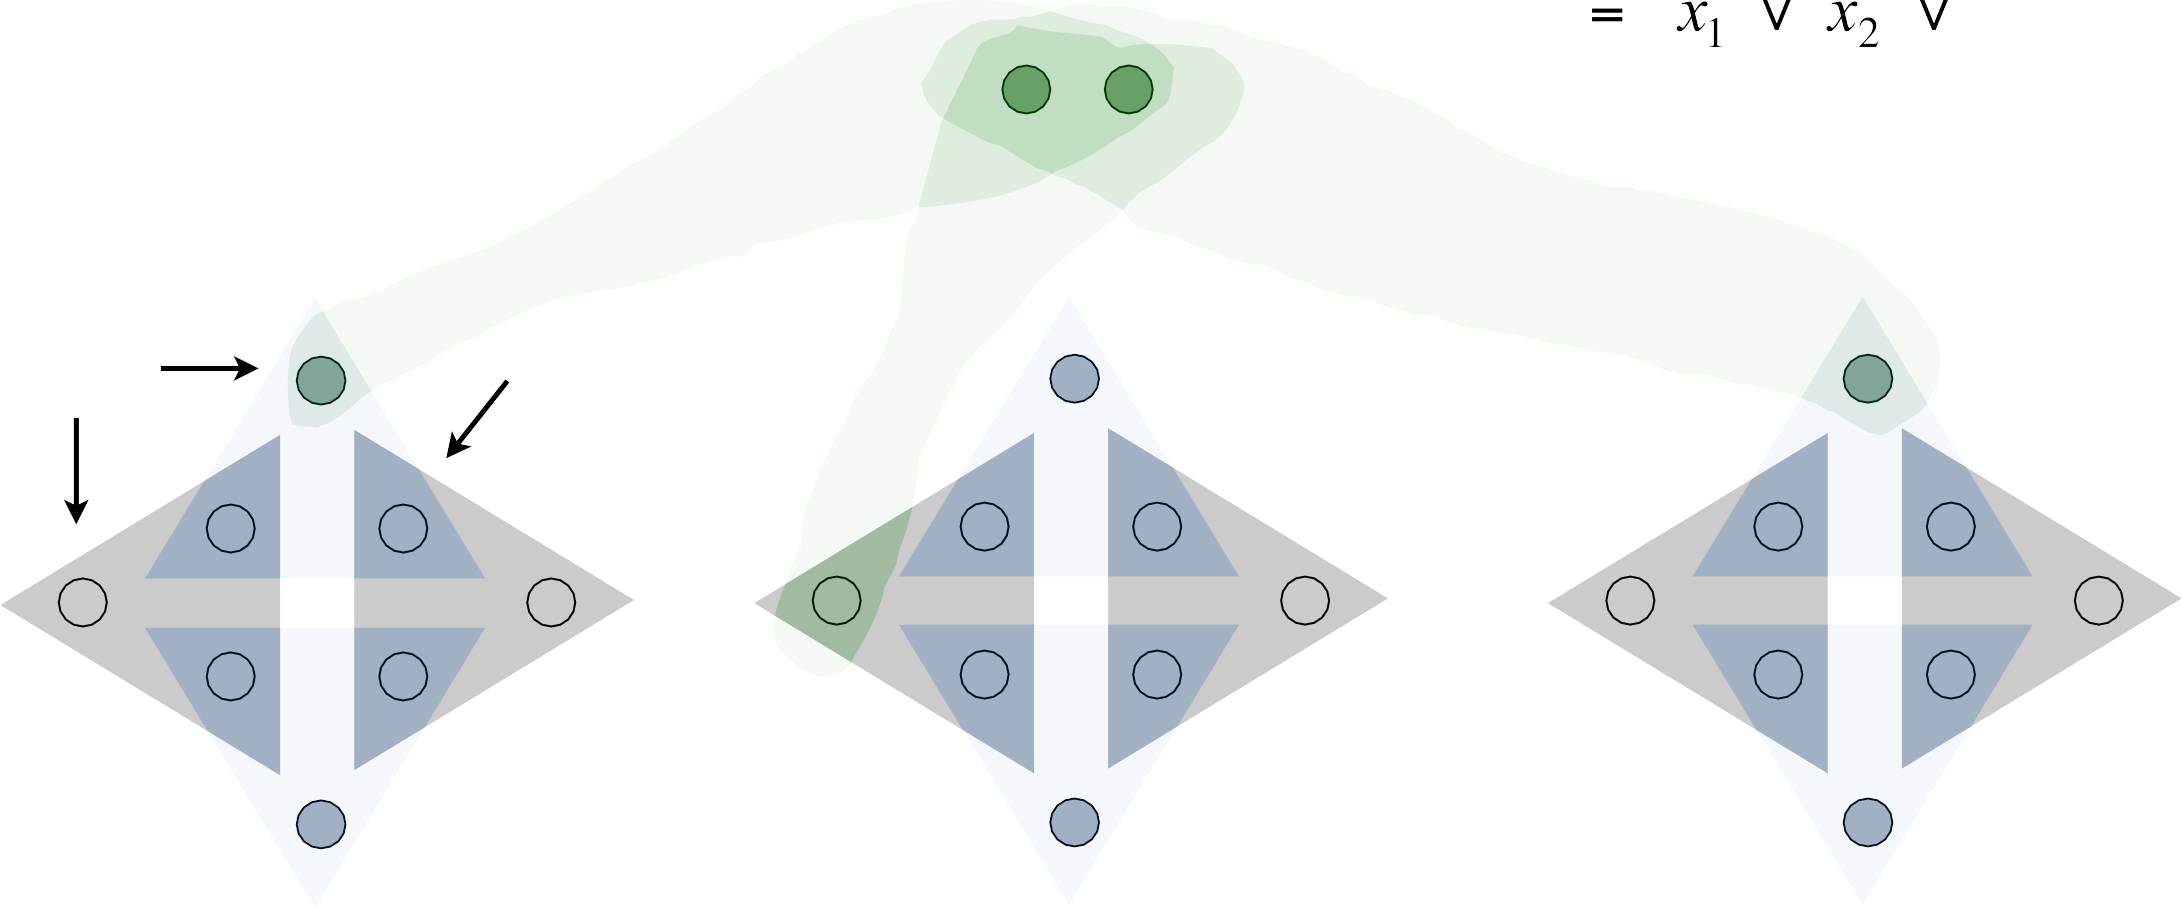 = x₁ ∨ x₂ ∨